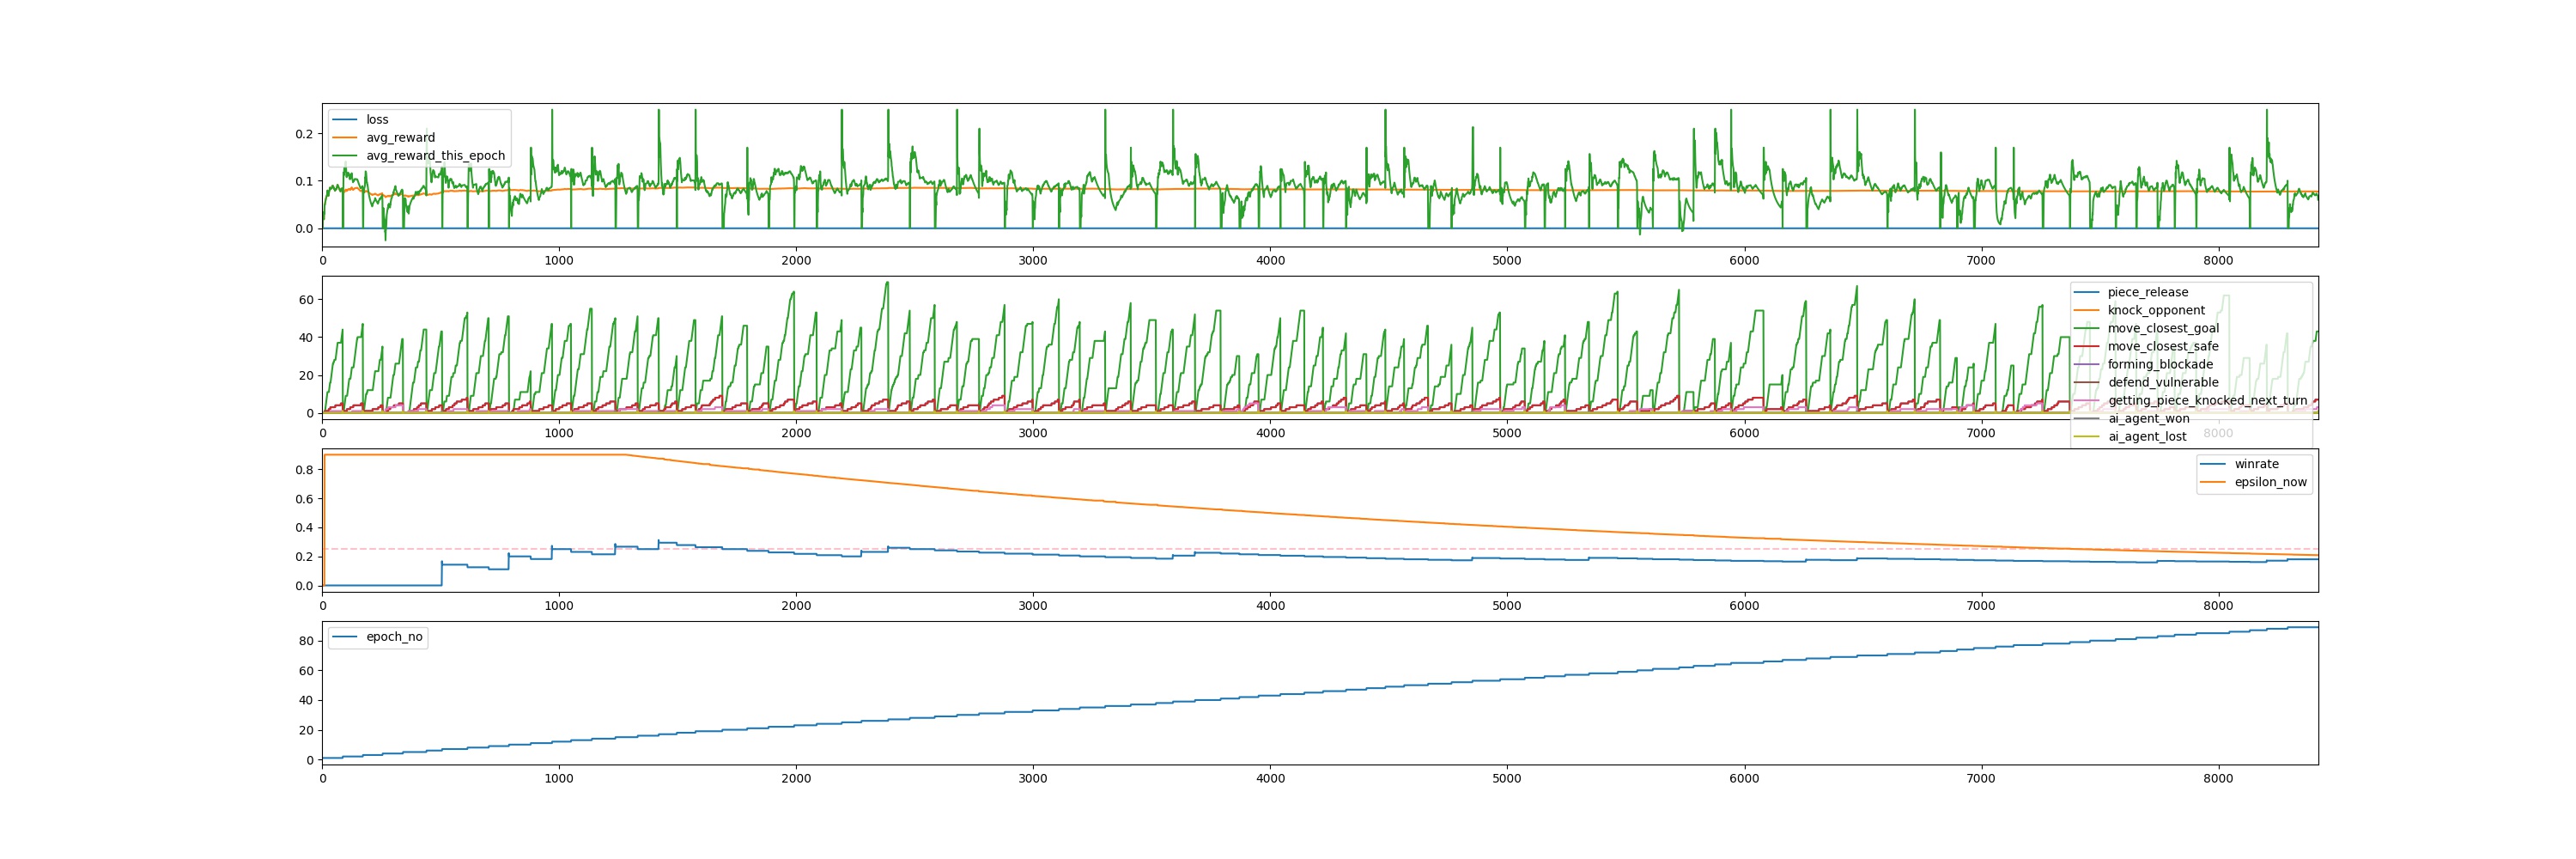 loss
avg_reward
avg_reward_this_epoch
0.2
0.1
0.0
0 1000 2000 3000 4000 5000 6000 7000 8000
piece_release
knock_opponent
move_closest_goal
move_closest_safe
forming_blockade
defend_vulnerable
getting_piece_knocked_next_turn
ai_agent_won
ai_agent_lost
60
40
20
0
0 1000 2000 3000 4000 5000 6000 7000 8000
winrate
epsilon_now
0.8
0.6
0.4
0.2
0.0
0 1000 2000 3000 4000 5000 6000 7000 8000
epoch_no
80
60
40
20
0
0 1000 2000 3000 4000 5000 6000 7000 8000